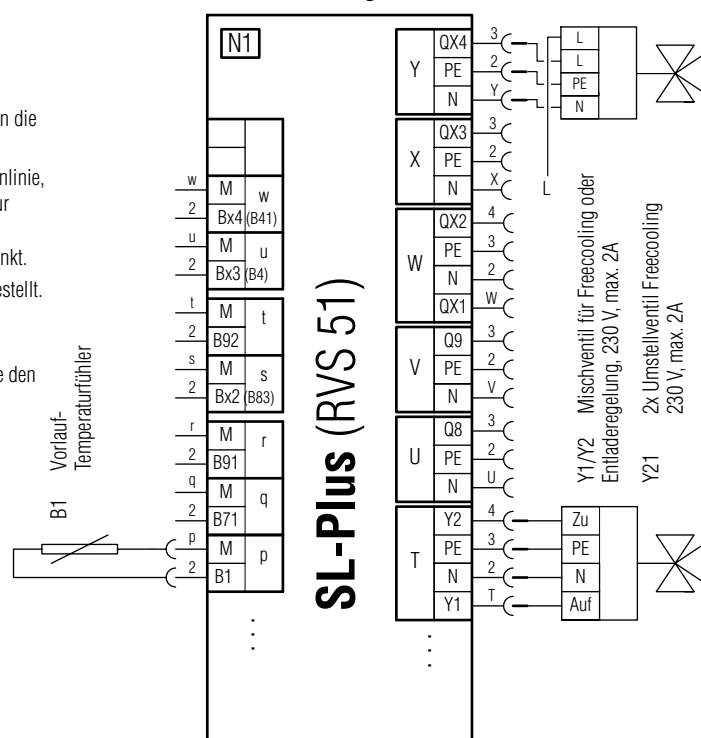 n die
nlinie,
ur
nkt.
estellt.
e den
N1
w
M
w
2
Bx4
(B41)
u
M
u
2
Bx3
(B4)
t
M
t
2
B92
s
M
s
2
Bx2
(B83)
r
M
r
2
B91
q
M
q
2
B71
p
M
p
2
B1
B1 Vorlauf-
Temperaturfühler
SL-Plus (RVS 51)
Y
QX4
3
PE
2
N
Y
X
QX3
3
PE
2
N
X
W
QX2
4
PE
3
N
2
QX1
W
V
Q9
3
PE
2
N
V
U
Q8
3
PE
2
N
U
T
Y2
4
PE
3
N
2
Y1
T
L
L
PE
N
L
Y1/Y2 Mischventil für Freecooling oder
Entladeregelung, 230 V, max. 2A
Y21 2x Umstellventil Freecooling
230 V, max. 2A
Zu
PE
N
Auf